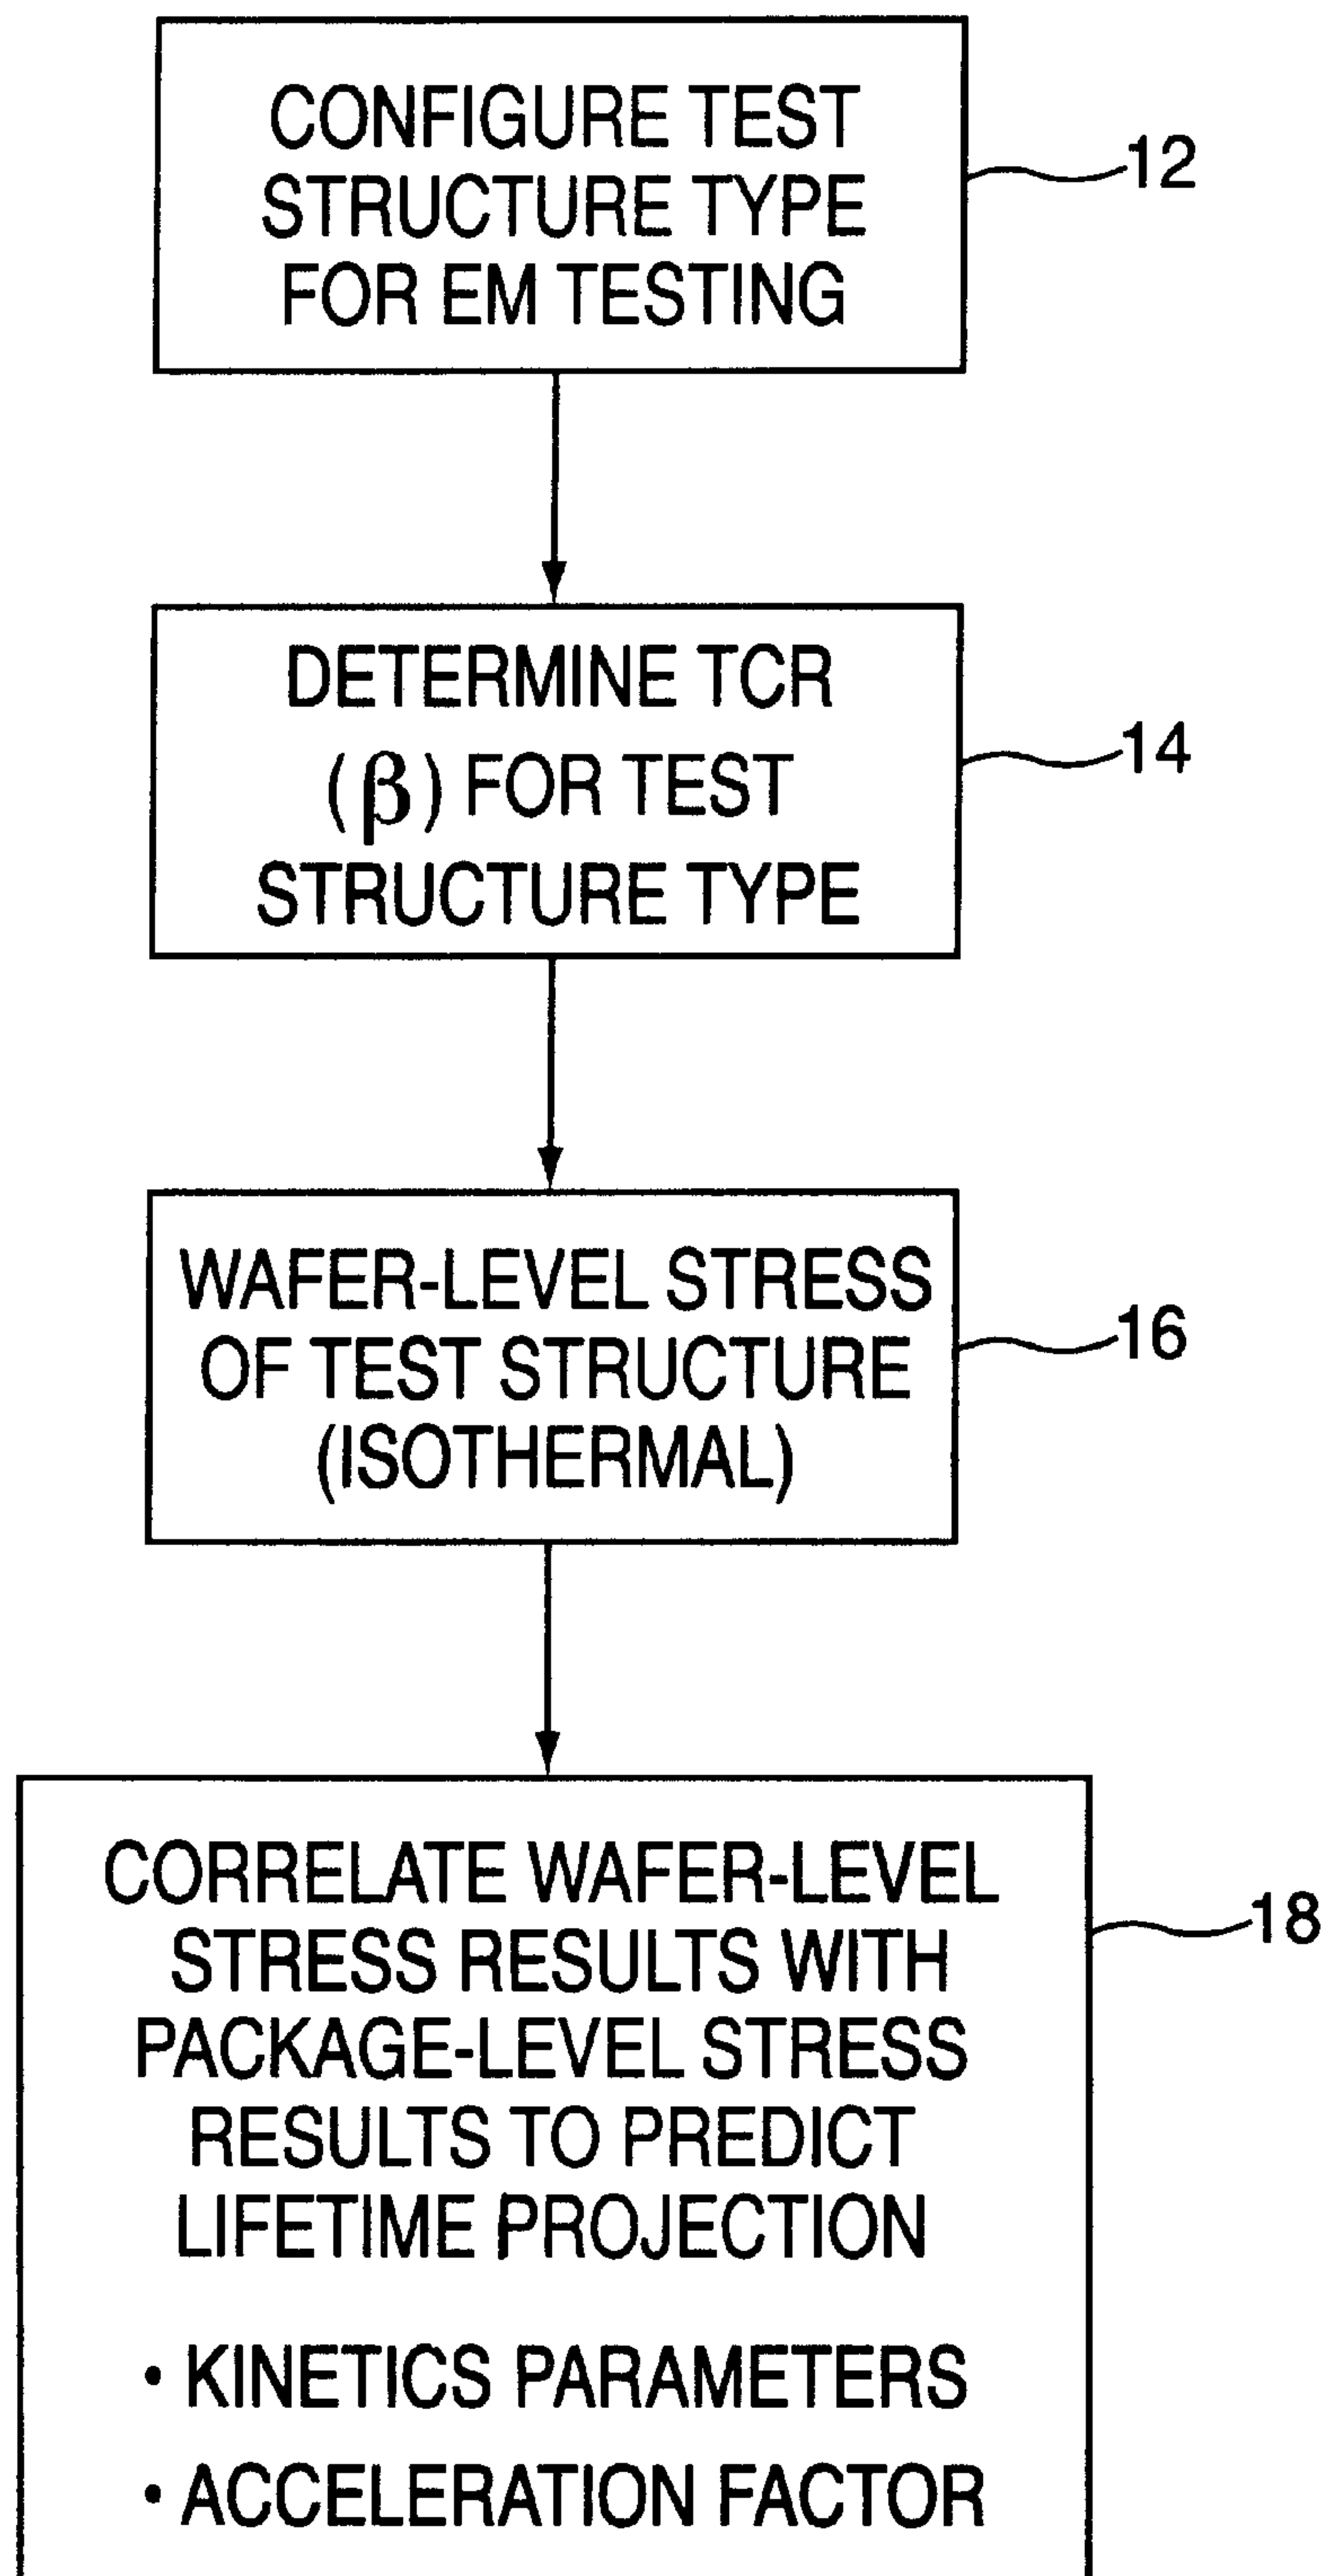 CONFIGURE TEST
STRUCTURE TYPE
FOR EM TESTING
12
DETERMINE TCR
(β) FOR TEST
STRUCTURE TYPE
14
WAFER-LEVEL STRESS
OF TEST STRUCTURE
(ISOTHERMAL)
16
CORRELATE WAFER-LEVEL
STRESS RESULTS WITH
PACKAGE-LEVEL STRESS
RESULTS TO PREDICT
LIFETIME PROJECTION
• KINETICS PARAMETERS
• ACCELERATION FACTOR
18